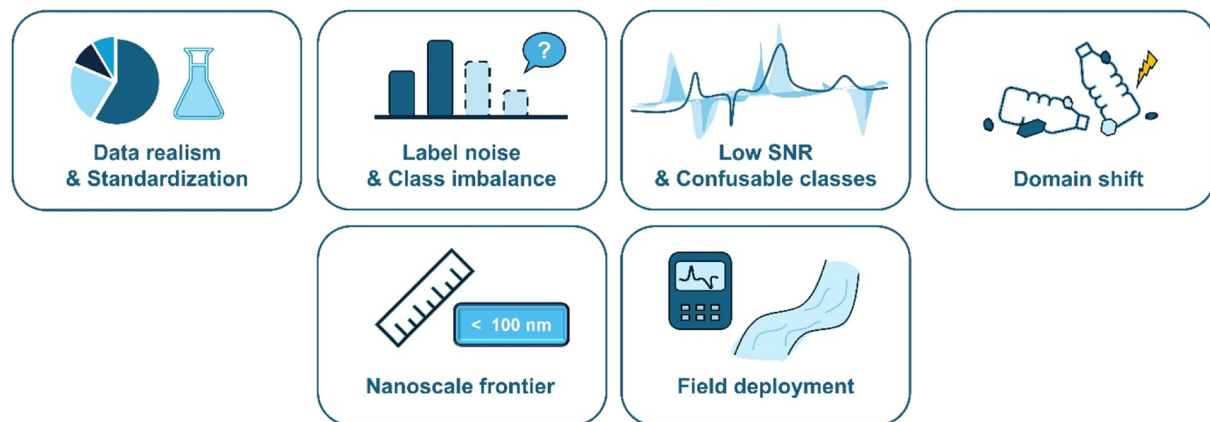 Data realism
& Standardization
?
Label noise
& Class imbalance
Low SNR
& Confusable classes
Domain shift
< 100 nm
Nanoscale frontier
Field deployment